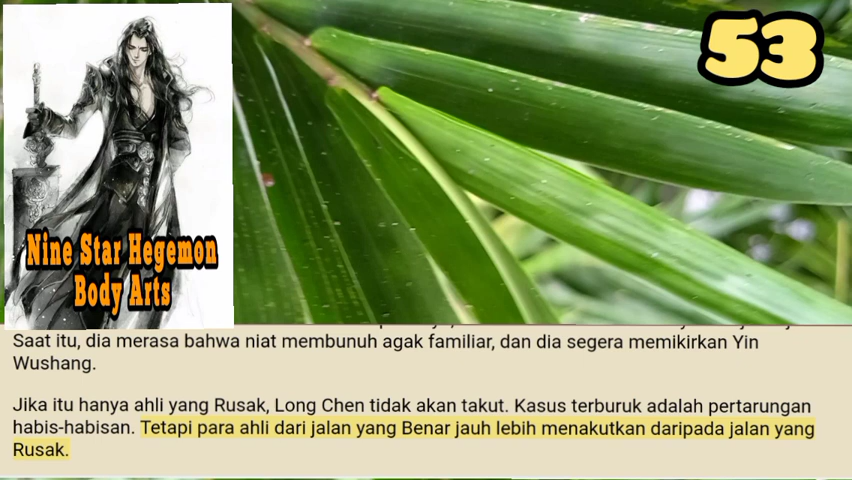 53
Nine Star Hegemon
Body Arts
Saat itu, dia merasa bahwa niat membunuh agak familiar, dan dia segera memikirkan Yin
Wushang.
Jika itu hanya ahli yang Rusak, Long Chen tidak akan takut. Kasus terburuk adalah pertarungan
habis-habisan. Tetapi para ahli dari jalan yang Benar jauh lebih menakutkan daripada jalan yang
Rusak.